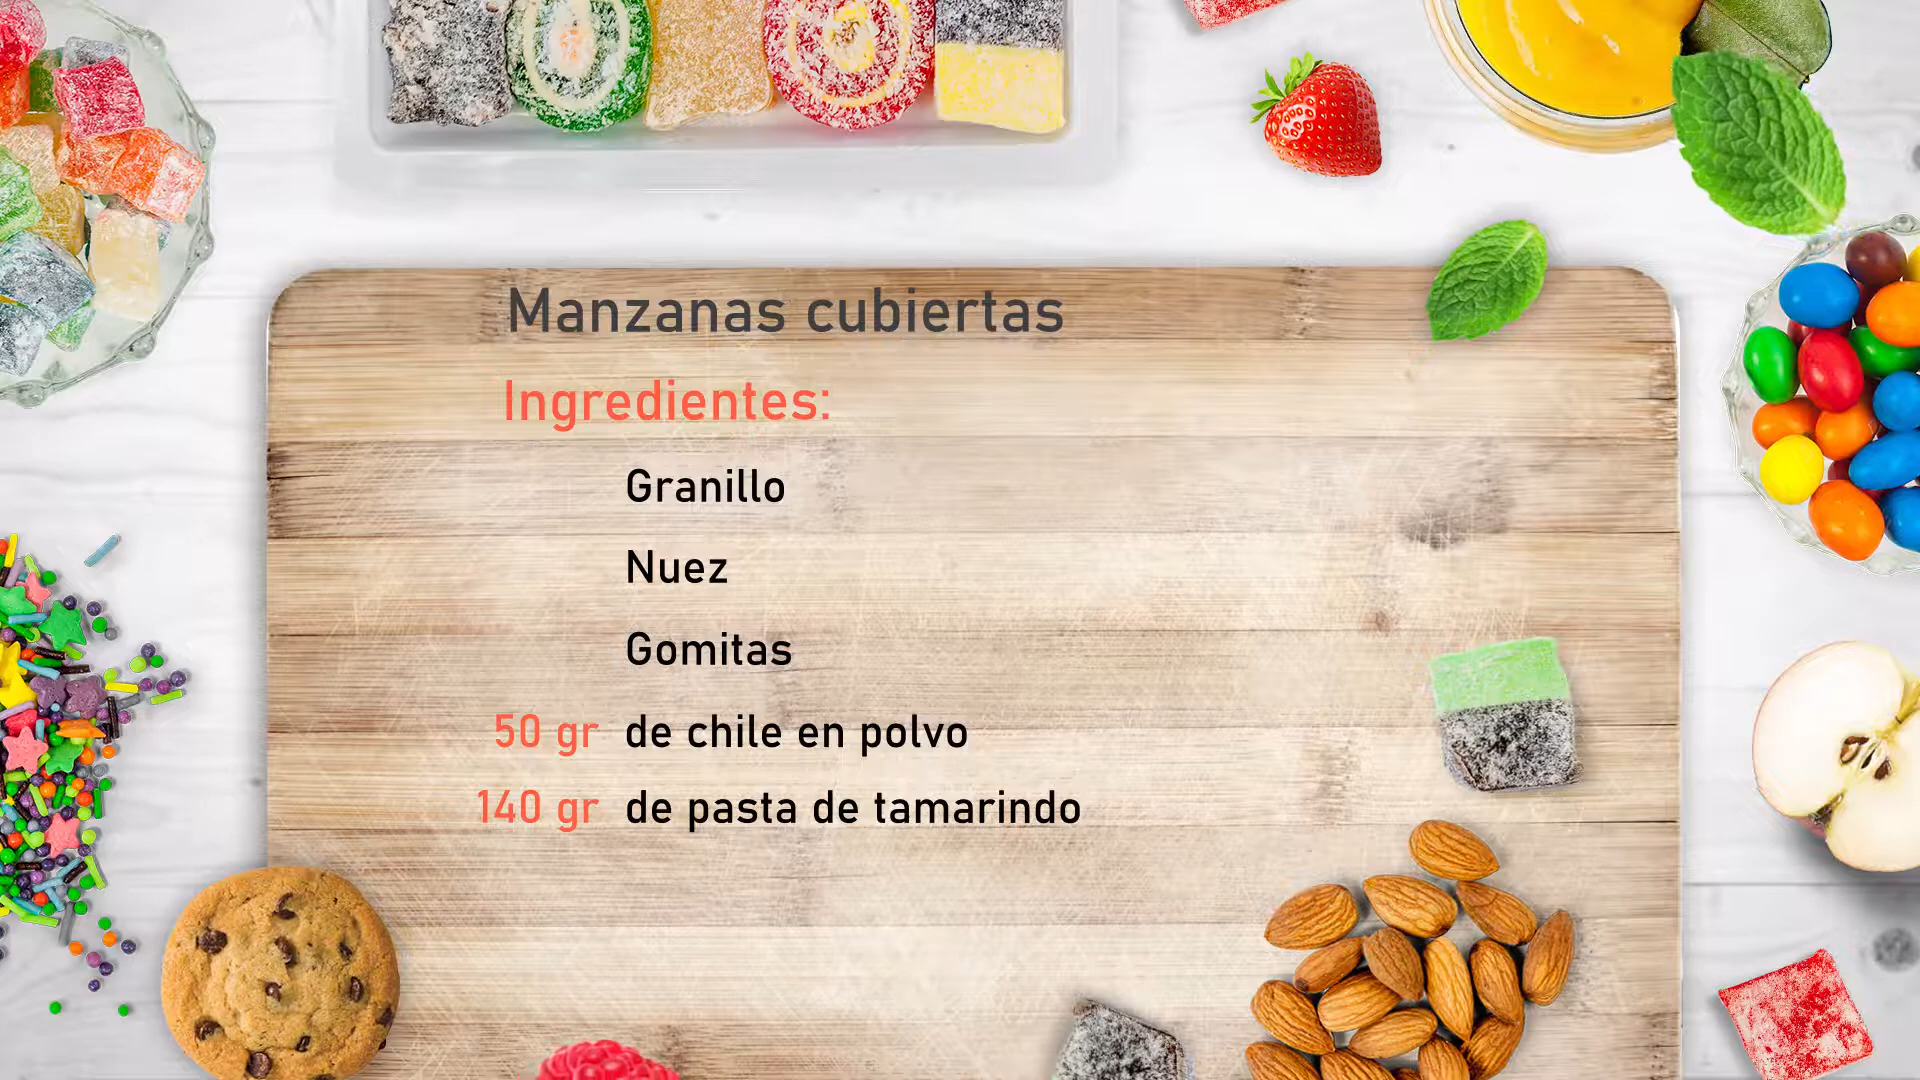 Manzanas cubiertas
Ingredientes:
Granillo
Nuez
Gomitas
50 gr de chile en polvo
140 gr de pasta de tamarindo